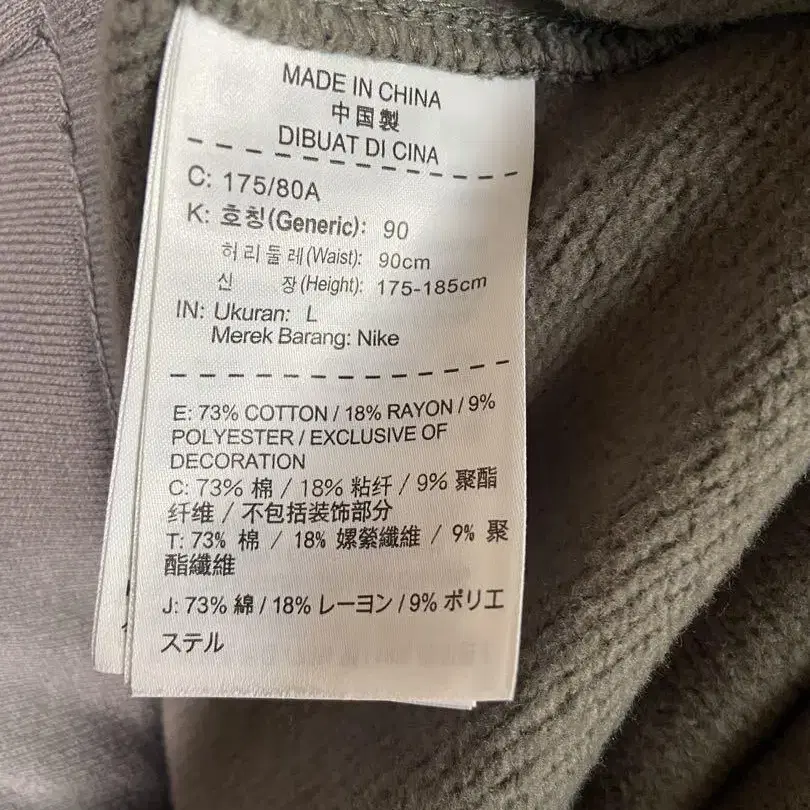 MADE IN CHINA
中国製
DIBUAT DI CINA
C: 175/80A
K: 호칭(Generic): 90
허리둘레(Waist): 90cm
신 장(Height): 175-185cm
IN: Ukuran: L
Merek Barang: Nike
E: 73% COTTON / 18% RAYON / 9%
POLYESTER / EXCLUSIVE OF
DECORATION
C: 73% 棉 / 18% 粘纤 / 9% 聚酯
纤维 / 不包括装饰部分
T: 73% 棉 / 18% 嫘縈纖維 / 9% 聚
酯纖維
J: 73% 綿 / 18% レーヨン / 9% ポリエ
ステル